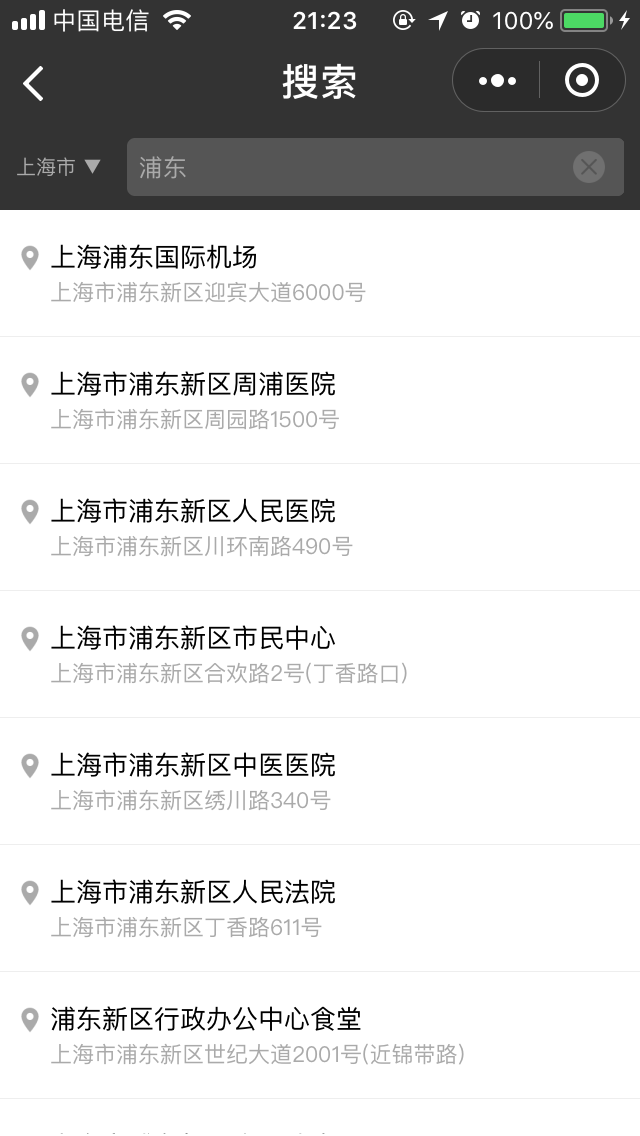 中国电信 21:23 100%
搜索
上海市 ▼ 浦东
上海浦东国际机场
上海市浦东新区迎宾大道6000号
上海市浦东新区周浦医院
上海市浦东新区周园路1500号
上海市浦东新区人民医院
上海市浦东新区川环南路490号
上海市浦东新区市民中心
上海市浦东新区合欢路2号(丁香路口)
上海市浦东新区中医医院
上海市浦东新区绣川路340号
上海市浦东新区人民法院
上海市浦东新区丁香路611号
浦东新区行政办公中心食堂
上海市浦东新区世纪大道2001号(近锦带路)